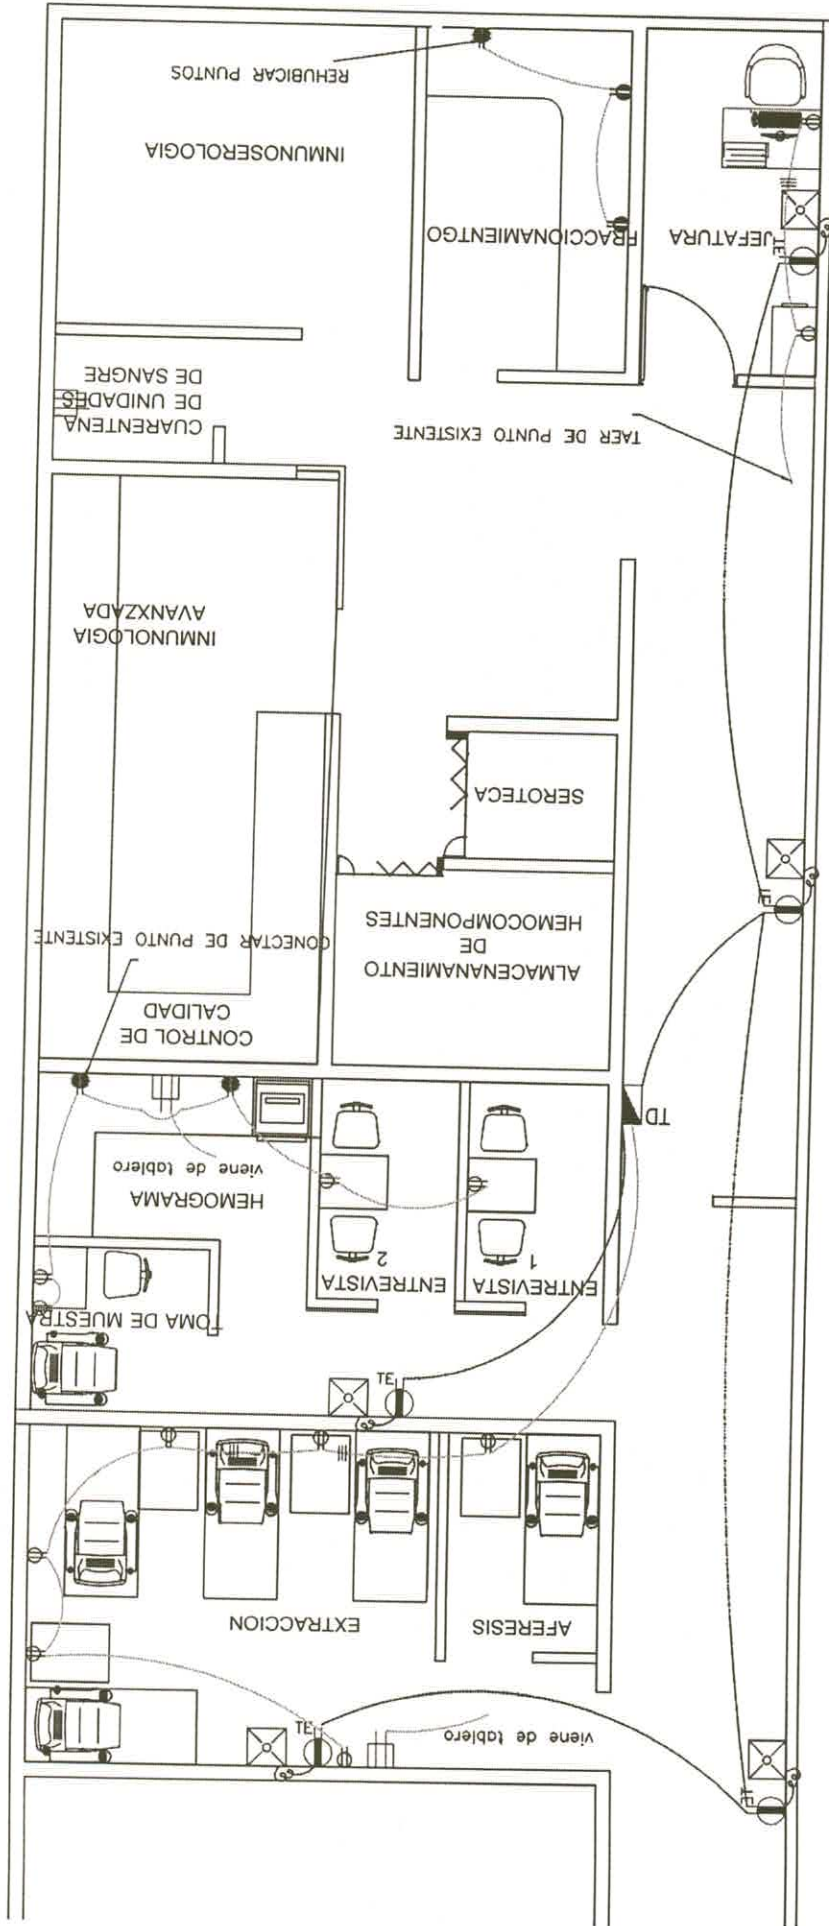 TE
viene de tablero
TE
AFERESIS
EXTRACCION
TE
ENTREVISTA
1
ENTREVISTA
2
TOMA DE MUESTRA
HEMOGRAMA
viene de tablero
TD
CONTROL DE
CALIDAD
ALMACENANAMIENTO
DE
HEMOCOMPONENTES
CONECTAR DE PUNTO EXISTENTE
TE
SEROTECA
INMUNOLOGIA
AVANXZADA
TAER DE PUNTO EXISTENTE
CUARENTENA
DE UNIDADES
DE SANGRE
TE
JEFATURA
FRACCIONAMIENTGO
INMUNOSEROLOGIA
REHUBICAR PUNTOS